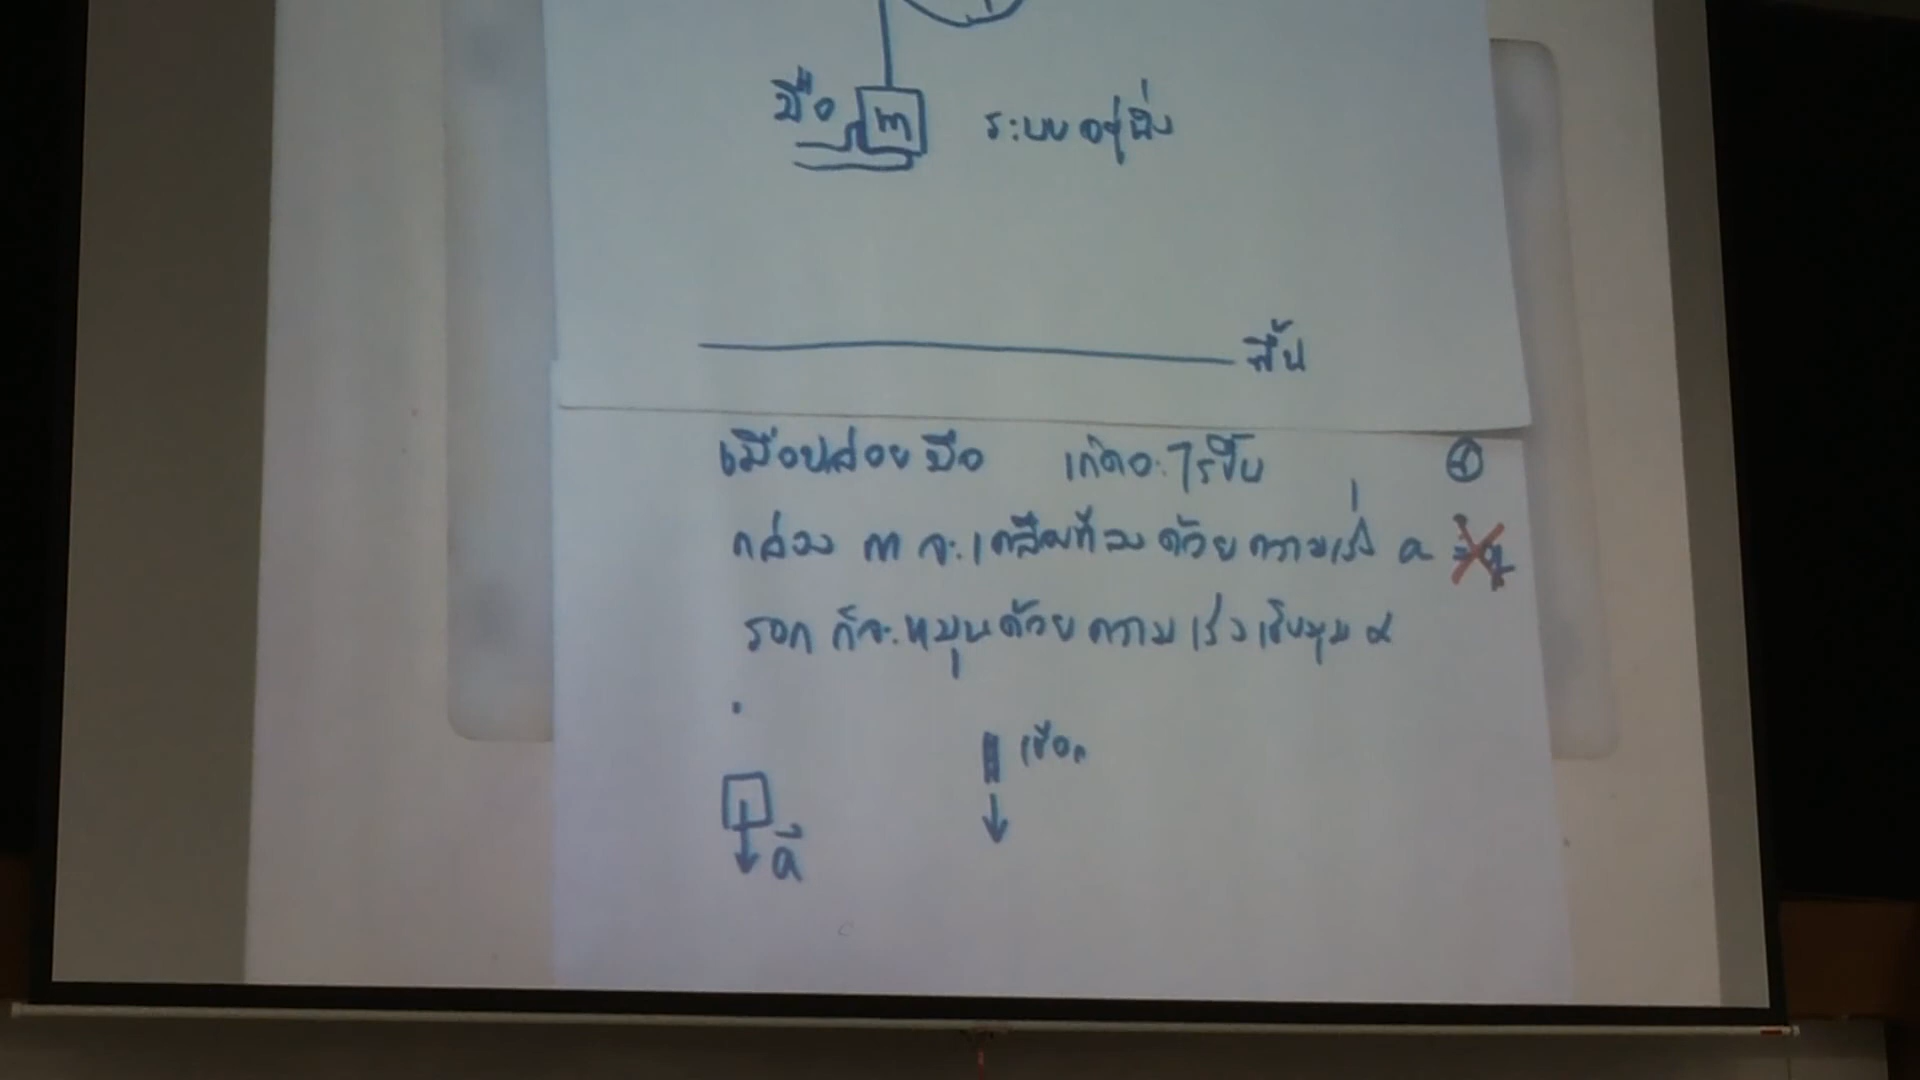 มือ m ระบบอยู่นิ่ง
พื้น
เมื่อปล่อยมือ เกิดอะไรขึ้น ①
กล่อง m จะเคลื่อนที่ลงด้วยความเร่ง a = g
รอกก็จะหมุนด้วยความเร่งเชิงมุม α
a⃗
เชือก